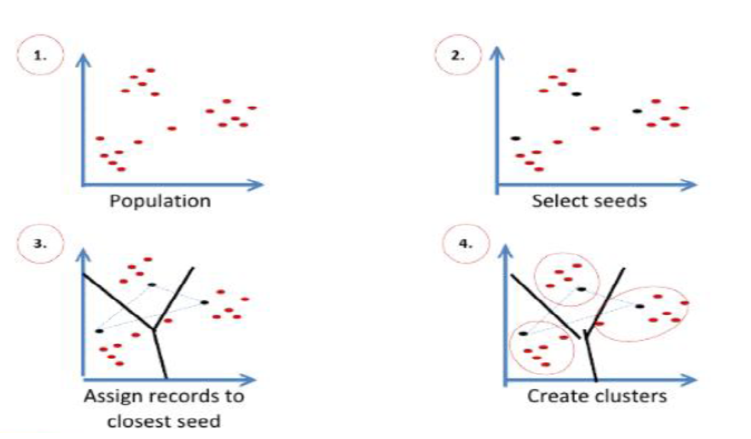 1.
Population
2.
Select seeds
3.
Assign records to
closest seed
4.
Create clusters